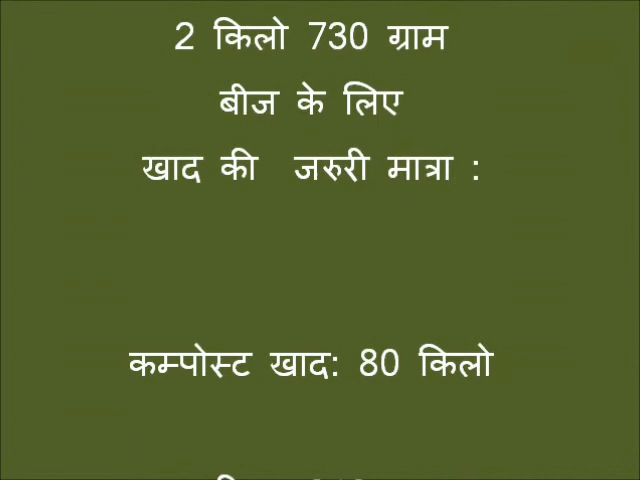 2 किलो 730 ग्राम
बीज के लिए
खाद की जरुरी मात्रा :
कम्पोस्ट खाद: 80 किलो